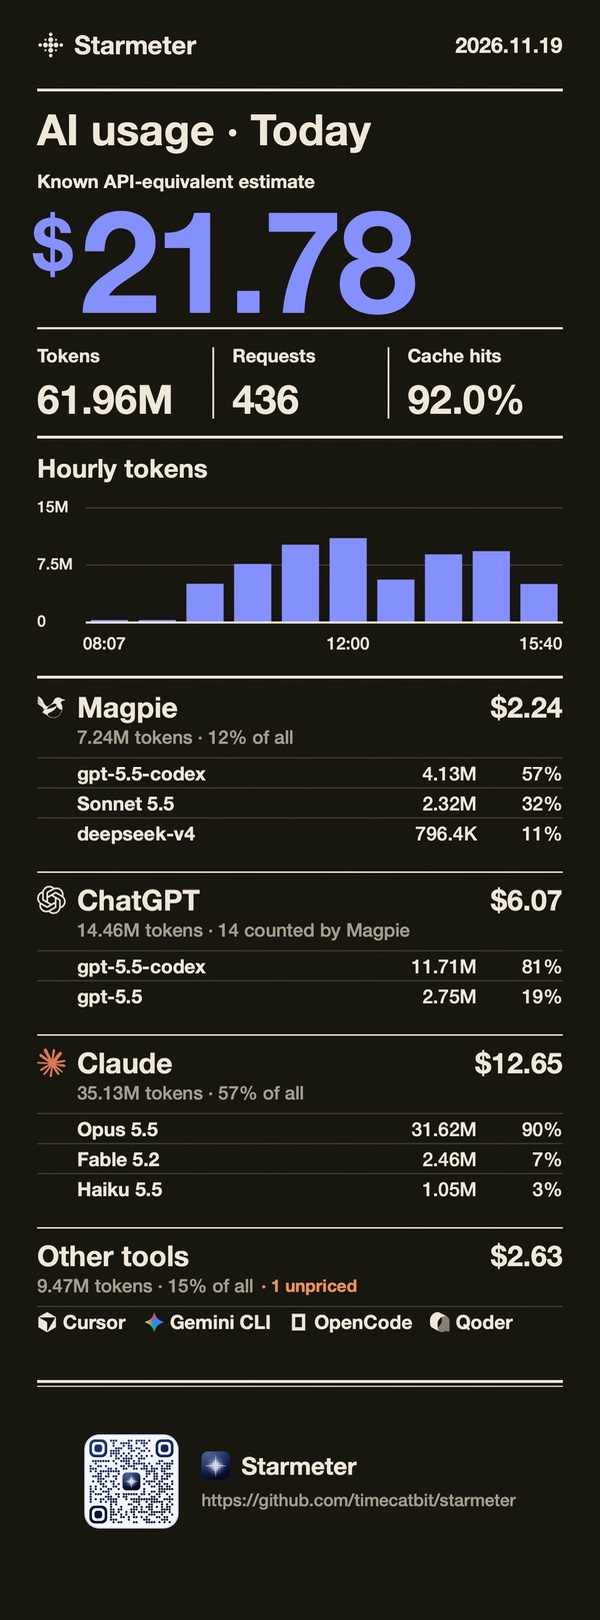 Starmeter 2026.11.19
AI usage · Today
Known API-equivalent estimate
$21.78
Tokens Requests Cache hits
61.96M 436 92.0%
Hourly tokens
15M
7.5M
0
08:07 12:00 15:40
Magpie $2.24
7.24M tokens · 12% of all
gpt-5.5-codex 4.13M 57%
Sonnet 5.5 2.32M 32%
deepseek-v4 796.4K 11%
ChatGPT $6.07
14.46M tokens · 14 counted by Magpie
gpt-5.5-codex 11.71M 81%
gpt-5.5 2.75M 19%
Claude $12.65
35.13M tokens · 57% of all
Opus 5.5 31.62M 90%
Fable 5.2 2.46M 7%
Haiku 5.5 1.05M 3%
Other tools $2.63
9.47M tokens · 15% of all · 1 unpriced
Cursor Gemini CLI OpenCode Qoder
Starmeter
https://github.com/timecatbit/starmeter